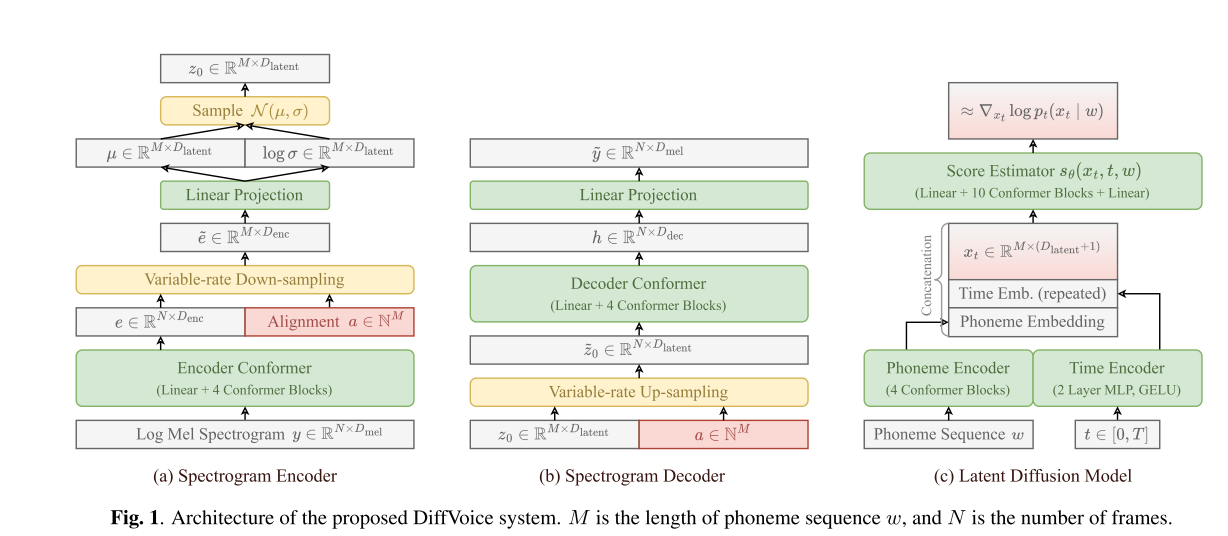 z₀ ∈ ℝ^{M×D_latent}
Sample 𝒩(μ, σ)
μ ∈ ℝ^{M×D_latent}
log σ ∈ ℝ^{M×D_latent}
Linear Projection
ẽ ∈ ℝ^{M×D_enc}
Variable-rate Down-sampling
e ∈ ℝ^{N×D_enc}
Alignment a ∈ ℕ^M
Encoder Conformer
(Linear + 4 Conformer Blocks)
Log Mel Spectrogram y ∈ ℝ^{N×D_mel}
(a) Spectrogram Encoder
ỹ ∈ ℝ^{N×D_mel}
Linear Projection
h ∈ ℝ^{N×D_dec}
Decoder Conformer
(Linear + 4 Conformer Blocks)
z̃₀ ∈ ℝ^{N×D_latent}
Variable-rate Up-sampling
z₀ ∈ ℝ^{M×D_latent}
a ∈ ℕ^M
(b) Spectrogram Decoder
≈ ∇_{x_t} log p_t(x_t | w)
Score Estimator s_θ(x_t, t, w)
(Linear + 10 Conformer Blocks + Linear)
Concatenation
x_t ∈ ℝ^{M×(D_latent+1)}
Time Emb. (repeated)
Phoneme Embedding
Phoneme Encoder
(4 Conformer Blocks)
Time Encoder
(2 Layer MLP, GELU)
Phoneme Sequence w
t ∈ [0, T]
(c) Latent Diffusion Model
Fig. 1. Architecture of the proposed DiffVoice system. M is the length of phoneme sequence w, and N is the number of frames.